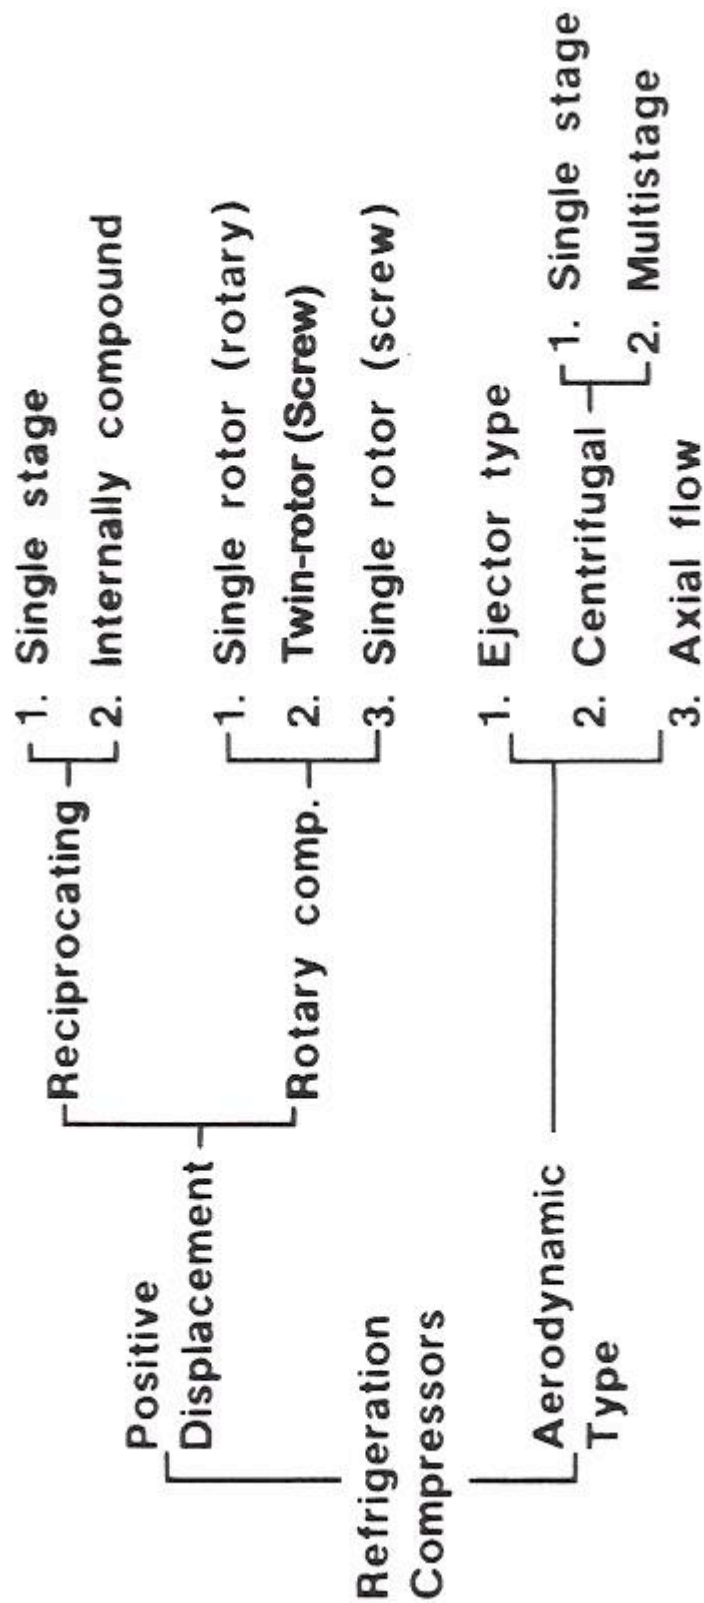 Refrigeration
Compressors
Positive
Displacement
Reciprocating
1. Single stage
2. Internally compound
Rotary comp.
1. Single rotor (rotary)
2. Twin-rotor (Screw)
3. Single rotor (screw)
Aerodynamic
Type
1. Ejector type
2. Centrifugal
1. Single stage
2. Multistage
3. Axial flow